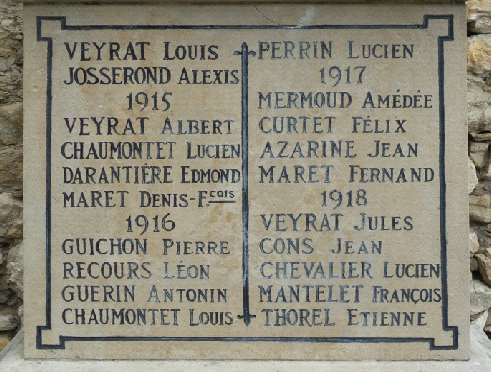 VEYRAT LOUIS
JOSSEROND ALEXIS
1915
VEYRAT ALBERT
CHAUMONTET LUCIEN
DARANTIÈRE EDMOND
MARET DENIS-FCOIS
1916
GUICHON PIERRE
RECOURS LÉON
GUERIN ANTONIN
CHAUMONTET LOUIS
PERRIN LUCIEN
1917
MERMOUD AMÉDÉE
CURTET FÉLIX
AZARINE JEAN
MARET FERNAND
1918
VEYRAT JULES
CONS JEAN
CHEVALIER LUCIEN
MANTELET FRANÇOIS
THOREL ETIENNE